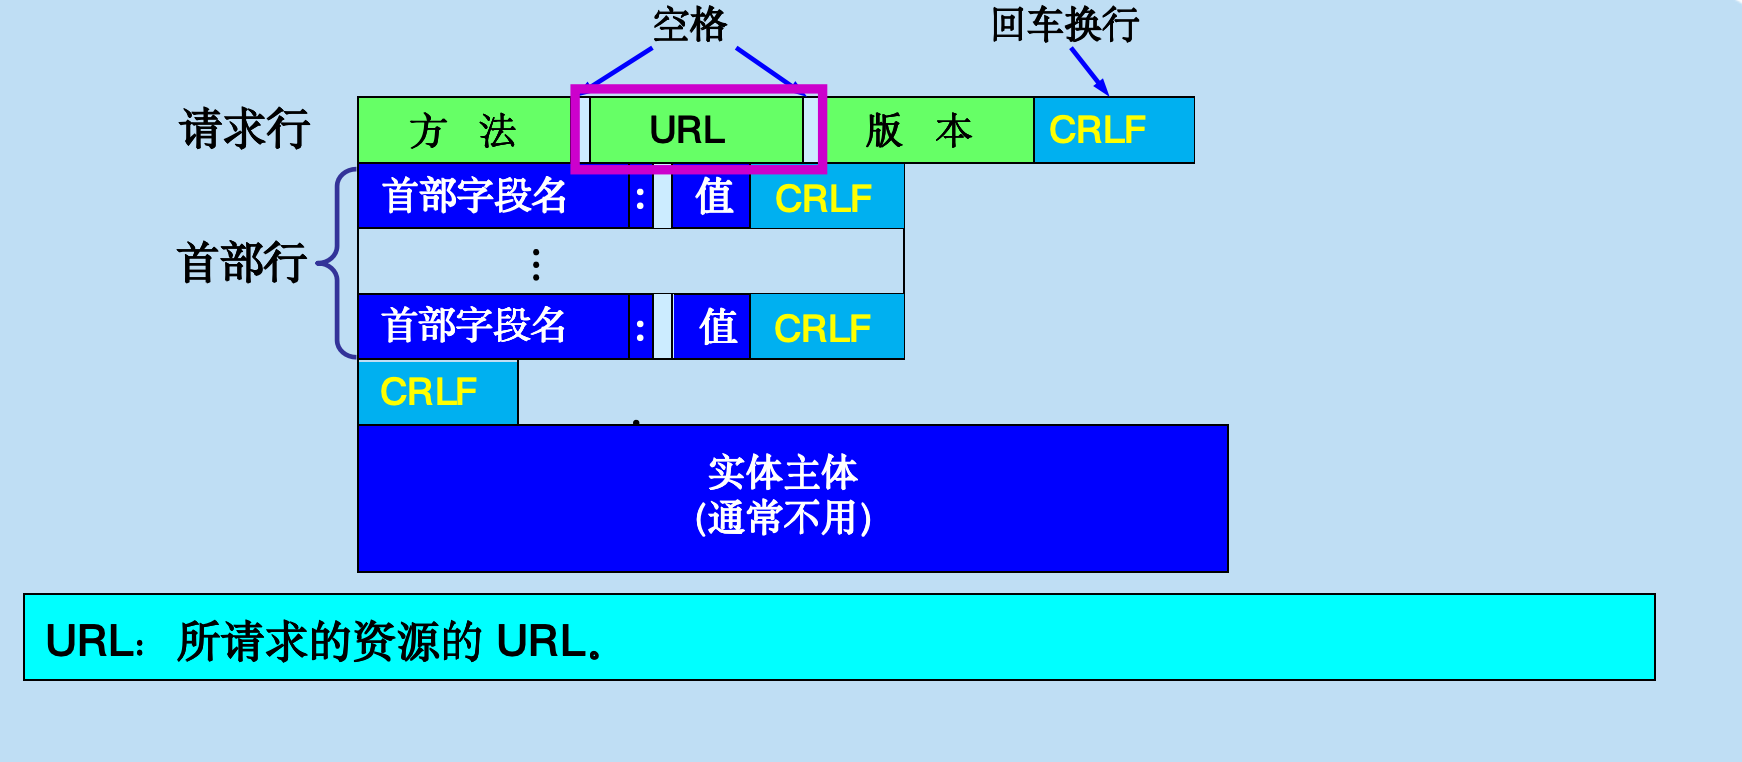 空格 回车换行
请求行 方 法 URL 版 本 CRLF
首部字段名 : 值 CRLF
首部行 ⋮
首部字段名 : 值 CRLF
CRLF
实体主体
(通常不用)
URL: 所请求的资源的 URL。